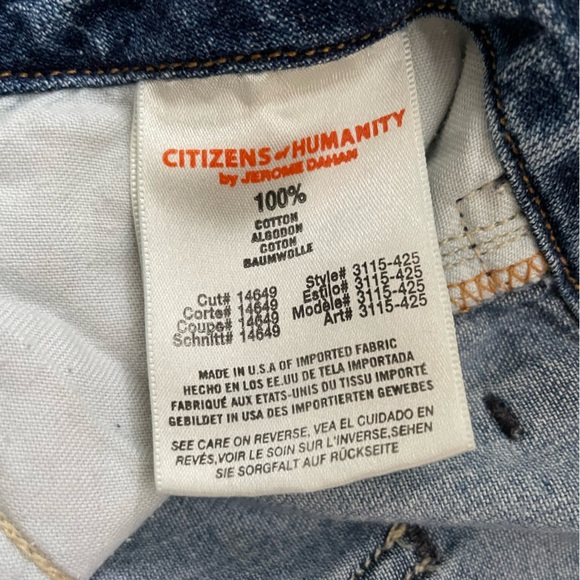 CITIZENS of HUMANITY
by JEROME DAHAN
100%
COTTON
ALGODON
COTON
BAUMWOLLE
Cut# 14649
Corte# 14649
Coupe# 14649
Schnitt# 14649
Style# 3115-425
Estilo# 3115-425
Modele# 3115-425
Art# 3115-425
MADE IN U.S.A OF IMPORTED FABRIC
HECHO EN LOS EE.UU DE TELA IMPORTADA
FABRIQUÉ AUX ETATS-UNIS DU TISSU IMPORTÉ
GEBILDET IN USA DES IMPORTIERTEN GEWEBES
SEE CARE ON REVERSE, VEA EL CUIDADO EN
REVÉS,VOIR LE SOIN SUR L'INVERSE,SEHEN
SIE SORGFALT AUF RÜCKSEITE